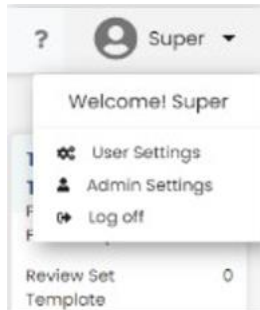 ?
Super
Welcome! Super
User Settings
Admin Settings
Log off
Review Set 0
Template